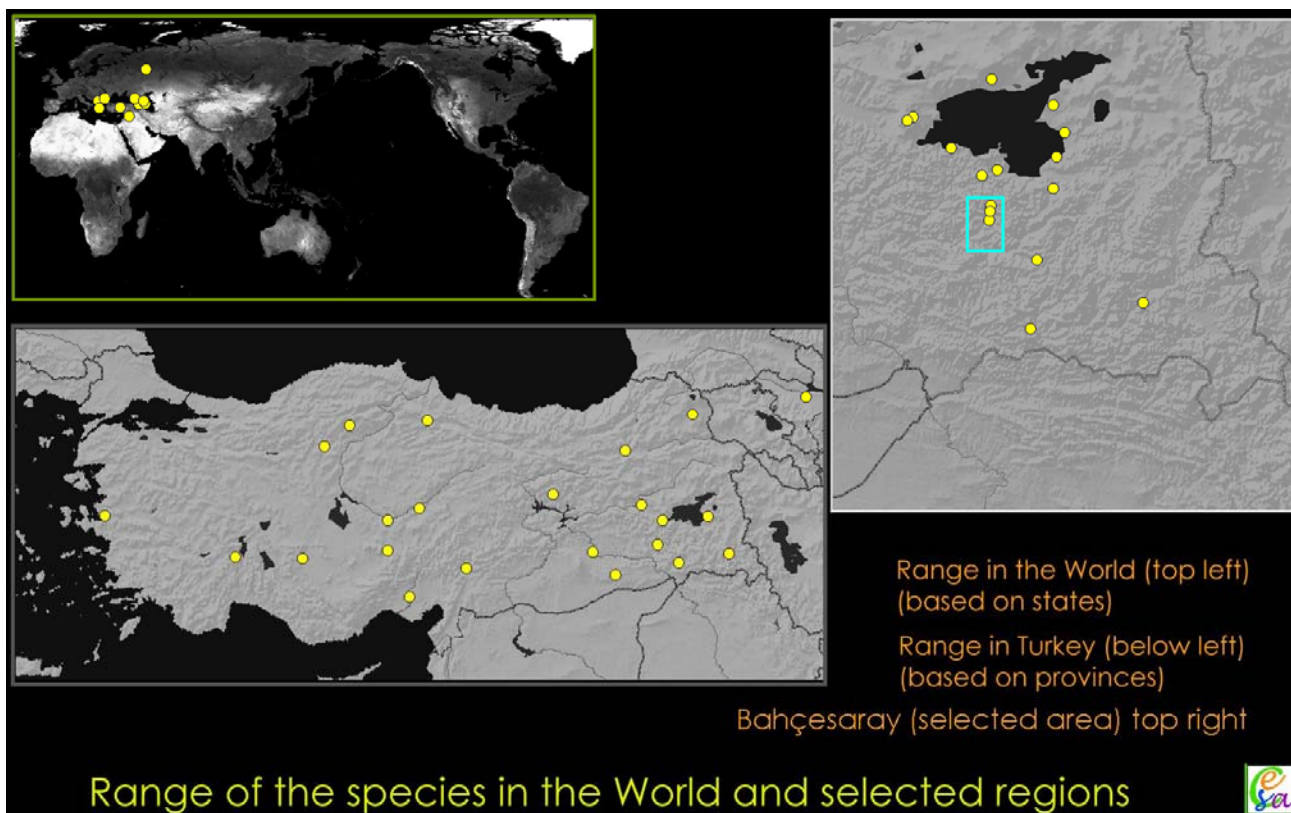 Range in the World (top left)
(based on states)
Range in Turkey (below left)
(based on provinces)
Bahçesaray (selected area) top right
Range of the species in the World and selected regions
esa